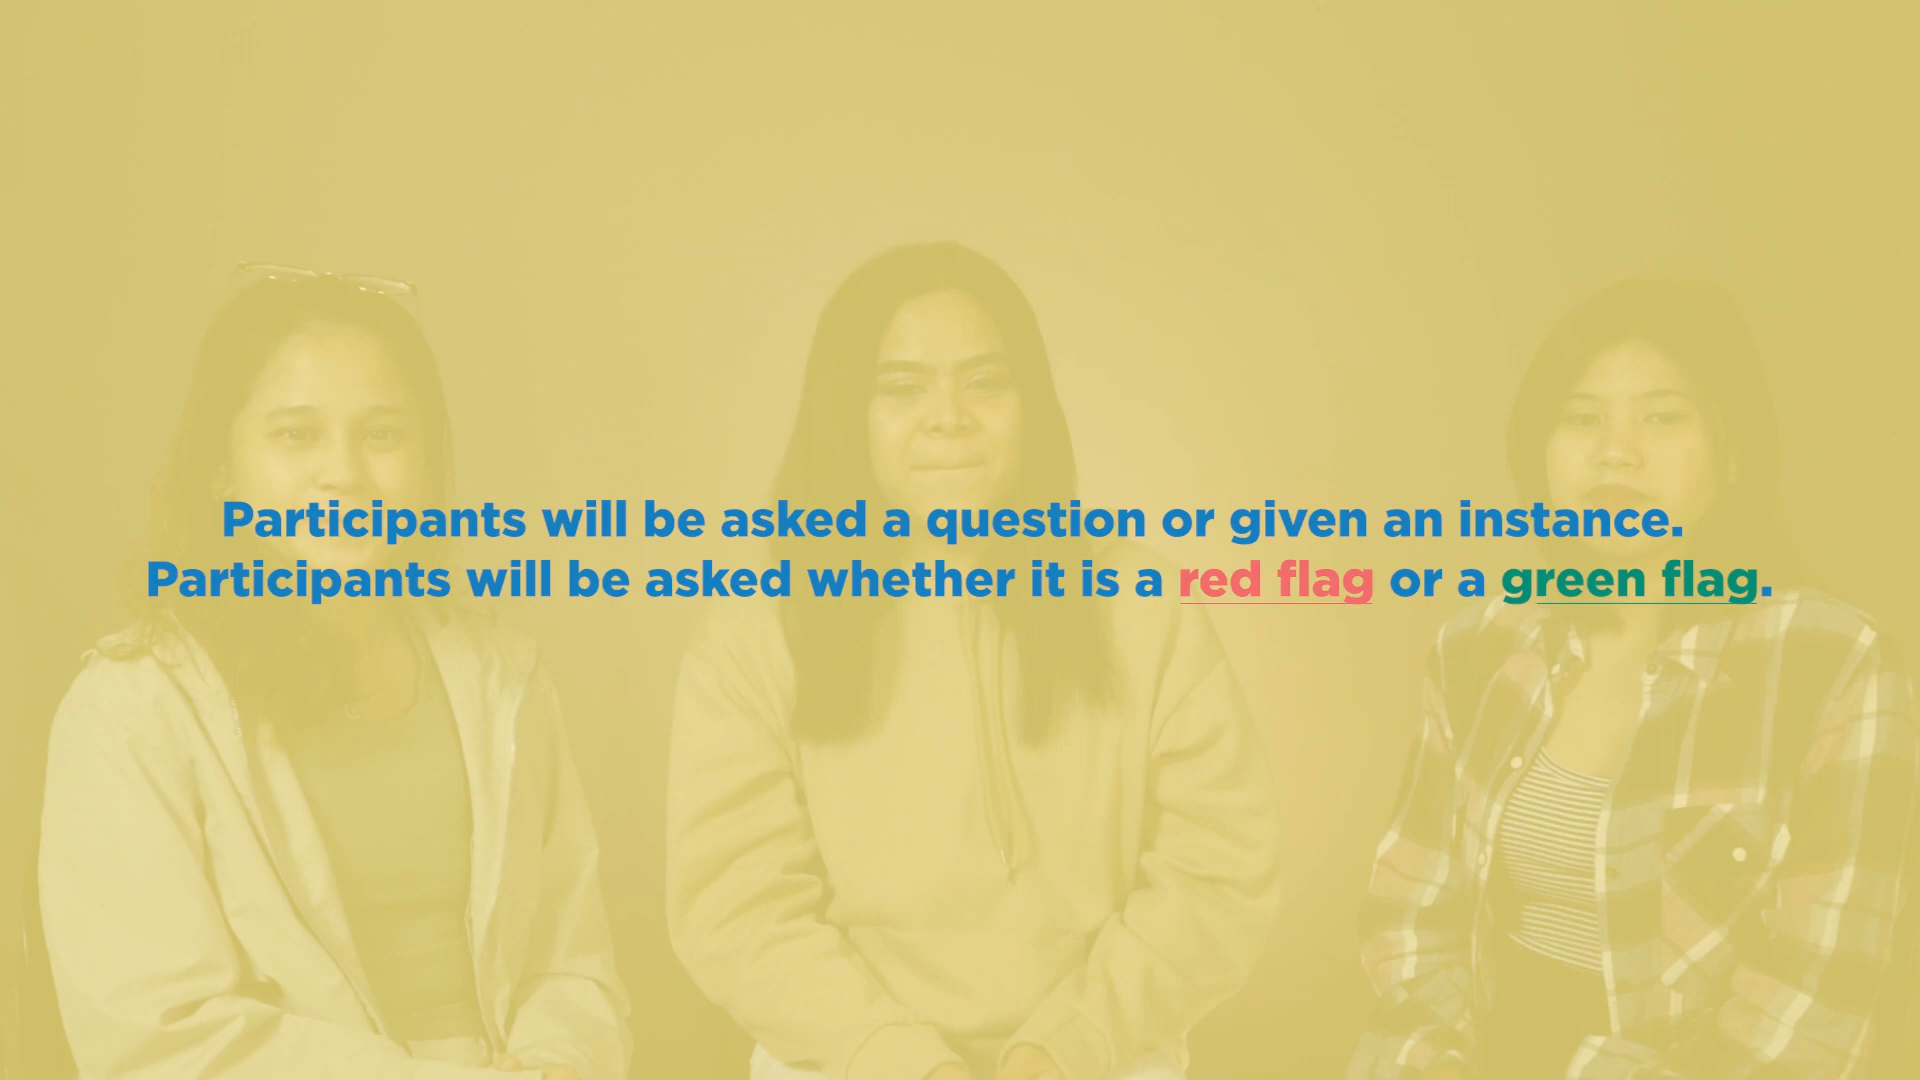 Participants will be asked a question or given an instance.
Participants will be asked whether it is a red flag or a green flag.